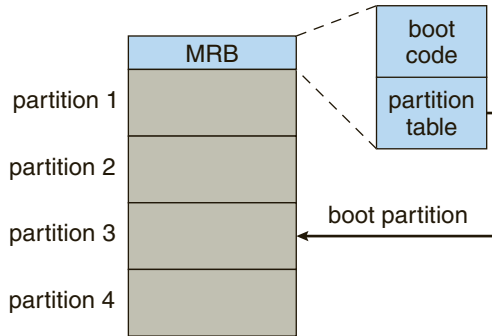 MRB
boot
code
partition
table
partition 1
partition 2
boot partition
partition 3
partition 4